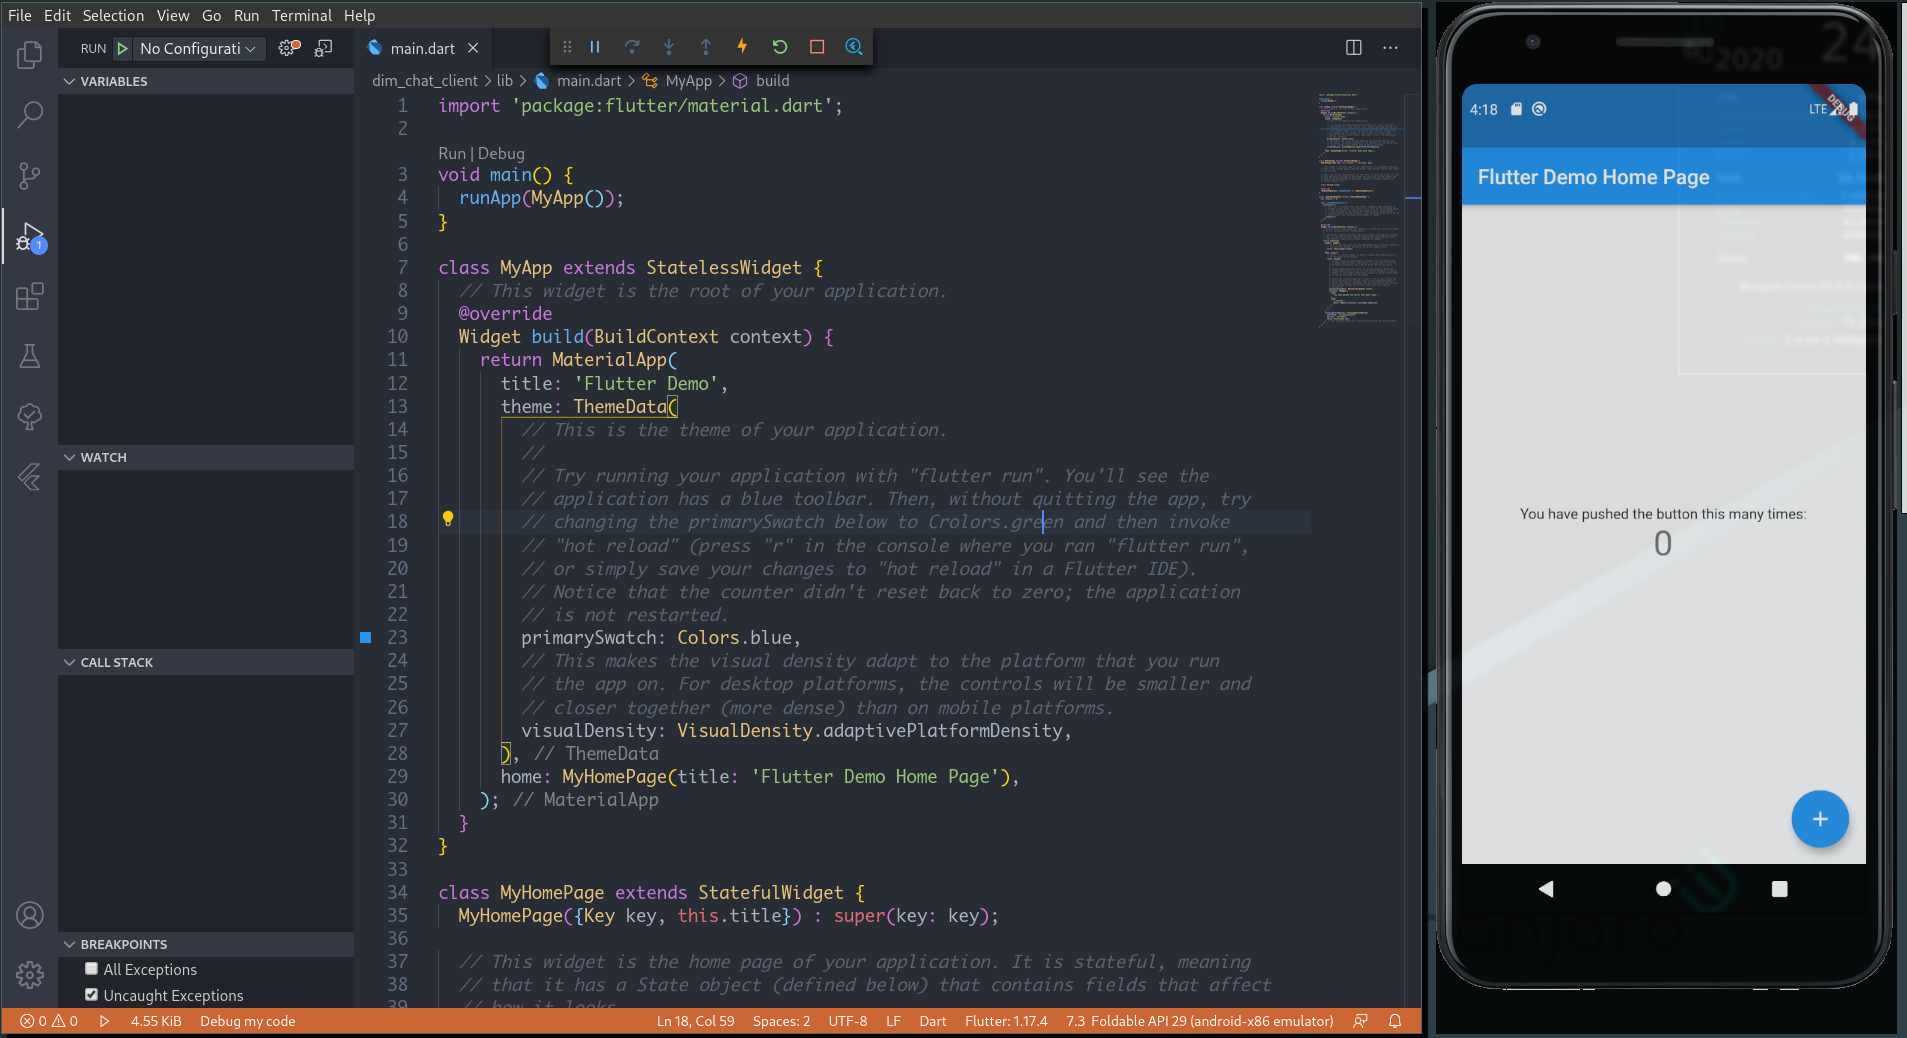 File Edit Selection View Go Run Terminal Help
RUN No Configurati
main.dart
VARIABLES
dim_chat_client > lib > main.dart > MyApp > build
1 import 'package:flutter/material.dart';
2
Run | Debug
3 void main() {
4 runApp(MyApp());
5 }
6
7 class MyApp extends StatelessWidget {
8 // This widget is the root of your application.
9 @override
10 Widget build(BuildContext context) {
11 return MaterialApp(
12 title: 'Flutter Demo',
13 theme: ThemeData(
14 // This is the theme of your application.
15 //
16 // Try running your application with "flutter run". You'll see the
17 // application has a blue toolbar. Then, without quitting the app, try
18 // changing the primarySwatch below to Crolors.green and then invoke
19 // "hot reload" (press "r" in the console where you ran "flutter run",
20 // or simply save your changes to "hot reload" in a Flutter IDE).
21 // Notice that the counter didn't reset back to zero; the application
22 // is not restarted.
23 primarySwatch: Colors.blue,
24 // This makes the visual density adapt to the platform that you run
25 // the app on. For desktop platforms, the controls will be smaller and
26 // closer together (more dense) than on mobile platforms.
27 visualDensity: VisualDensity.adaptivePlatformDensity,
28 ), // ThemeData
29 home: MyHomePage(title: 'Flutter Demo Home Page'),
30 ); // MaterialApp
31 }
32 }
33
34 class MyHomePage extends StatefulWidget {
35 MyHomePage({Key key, this.title}) : super(key: key);
36
37 // This widget is the home page of your application. It is stateful, meaning
38 // that it has a State object (defined below) that contains fields that affect
39 // how it looks.
WATCH
CALL STACK
BREAKPOINTS
All Exceptions
Uncaught Exceptions
1
0 0 4.55 KiB Debug my code
Ln 18, Col 59 Spaces: 2 UTF-8 LF Dart Flutter: 1.17.4 7.3 Foldable API 29 (android-x86 emulator)
2020 24
4:18 LTE
DEBUG
Flutter Demo Home Page
You have pushed the button this many times:
0
+